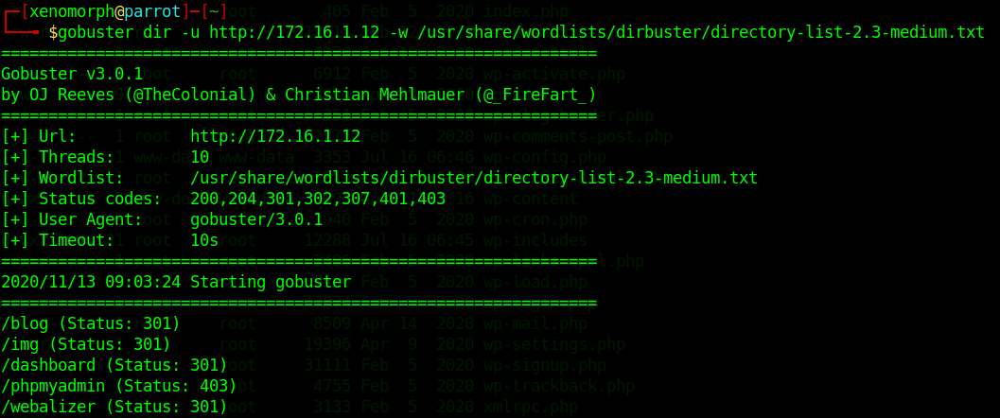 ┌─[xenomorph@parrot]─[~]
└──╼ $gobuster dir -u http://172.16.1.12 -w /usr/share/wordlists/dirbuster/directory-list-2.3-medium.txt
===============================================================
Gobuster v3.0.1
by OJ Reeves (@TheColonial) & Christian Mehlmauer (@_FireFart_)
===============================================================
[+] Url:            http://172.16.1.12
[+] Threads:        10
[+] Wordlist:       /usr/share/wordlists/dirbuster/directory-list-2.3-medium.txt
[+] Status codes:   200,204,301,302,307,401,403
[+] User Agent:     gobuster/3.0.1
[+] Timeout:        10s
===============================================================
2020/11/13 09:03:24 Starting gobuster
===============================================================
/blog (Status: 301)
/img (Status: 301)
/dashboard (Status: 301)
/phpmyadmin (Status: 403)
/webalizer (Status: 301)